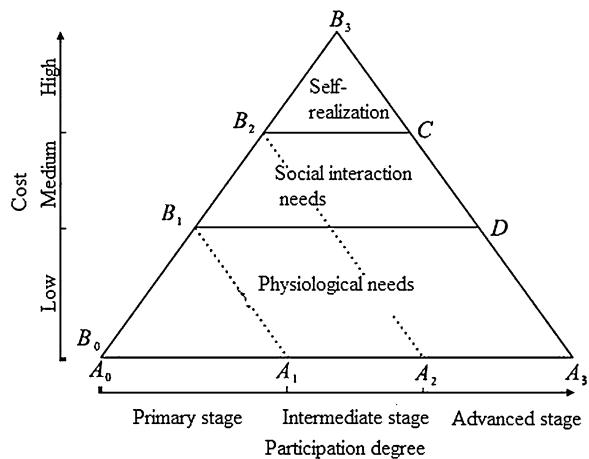 B3
High
Self-
realization
B2
C
Medium
Social interaction
needs
Cost
B1
D
Physiological needs
Low
B0
A0
A1
A2
A3
Primary stage
Intermediate stage
Advanced stage
Participation degree